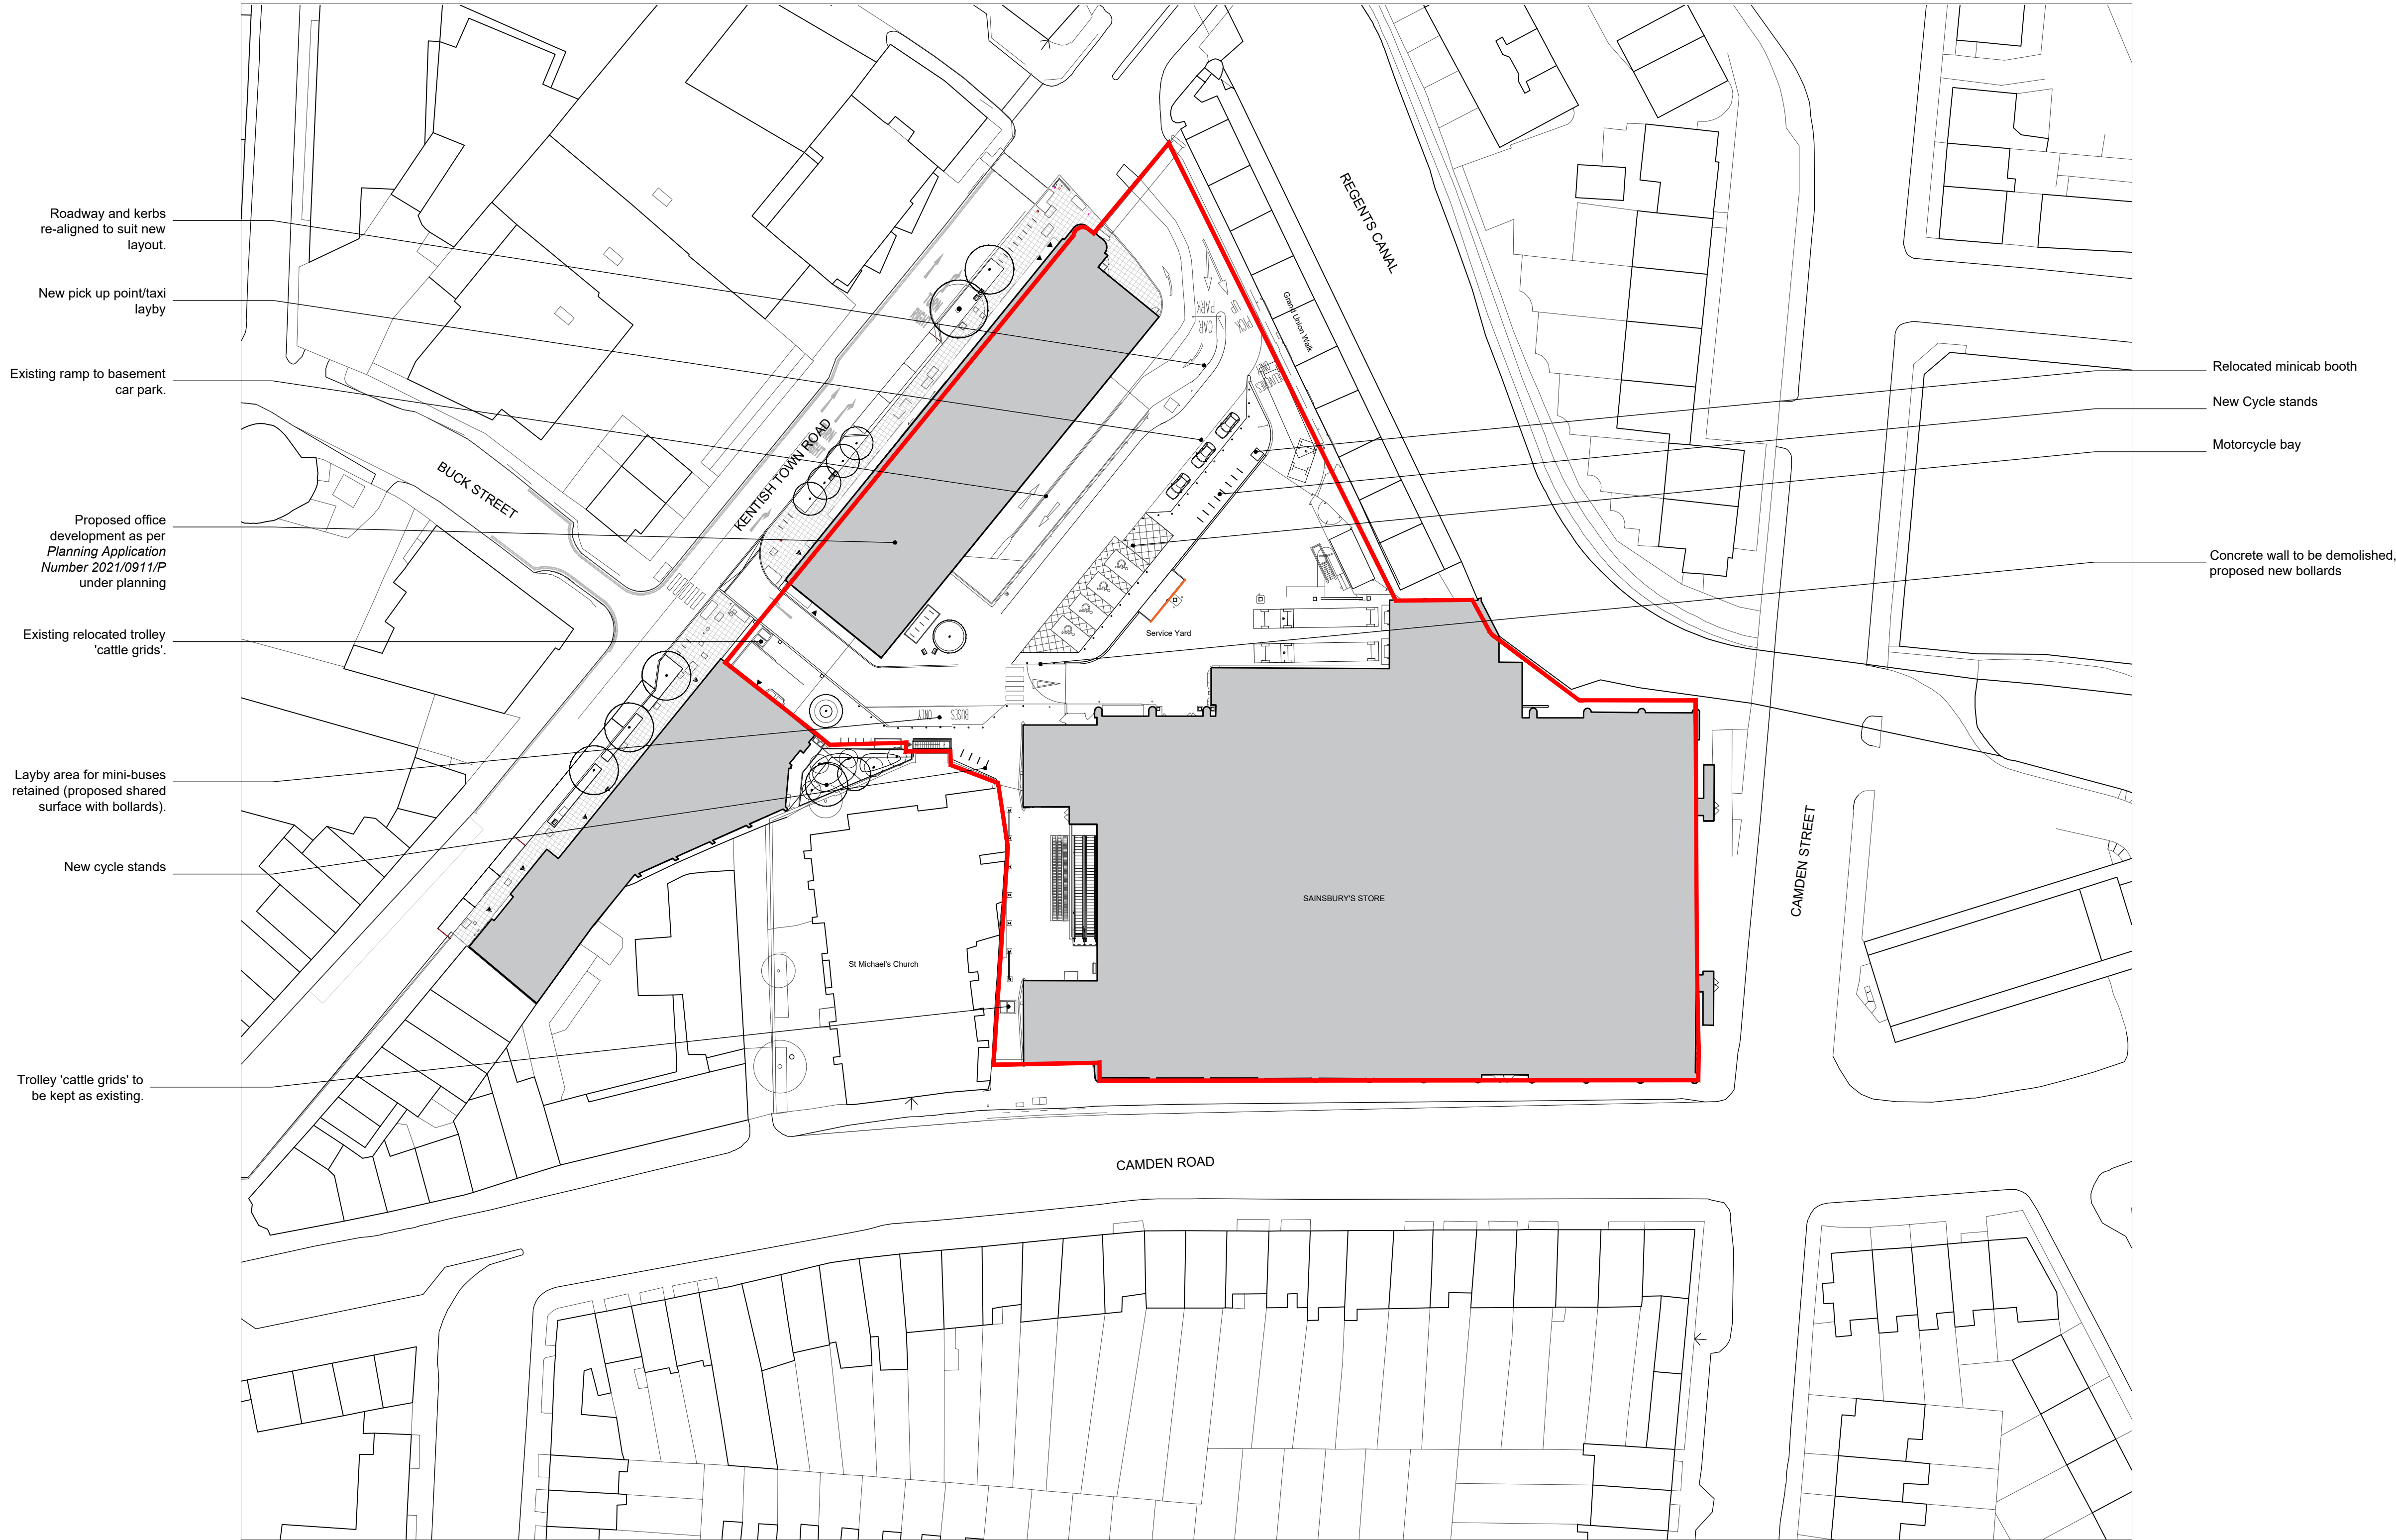 Roadway and kerbs
re-aligned to suit new
layout.
New pick up point/taxi
layby
Existing ramp to basement
car park.
Proposed office
development as per
Planning Application
Number 2021/0911/P
under planning
Existing relocated trolley
'cattle grids'.
Layby area for mini-buses
retained (proposed shared
surface with bollards).
New cycle stands
Trolley 'cattle grids' to
be kept as existing.
BUCK STREET
KENTISH TOWN ROAD
REGENTS CANAL
Grand Union Walk
CAR
PARK
PICK
UP
Service Yard
BUSES
ONLY
SAINSBURY'S STORE
St Michael's Church
CAMDEN STREET
CAMDEN ROAD
Relocated minicab booth
New Cycle stands
Motorcycle bay
Concrete wall to be demolished,
proposed new bollards